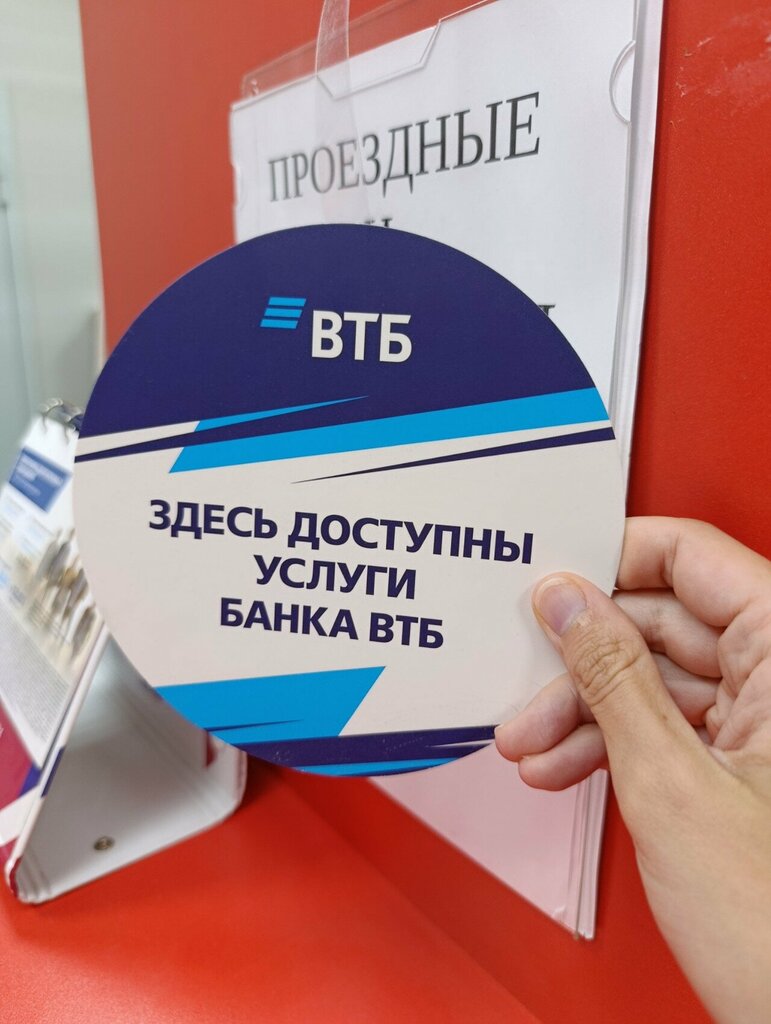 ПРОЕЗДНЫЕ
ВТБ
ЗДЕСЬ ДОСТУПНЫ
УСЛУГИ
БАНКА ВТБ